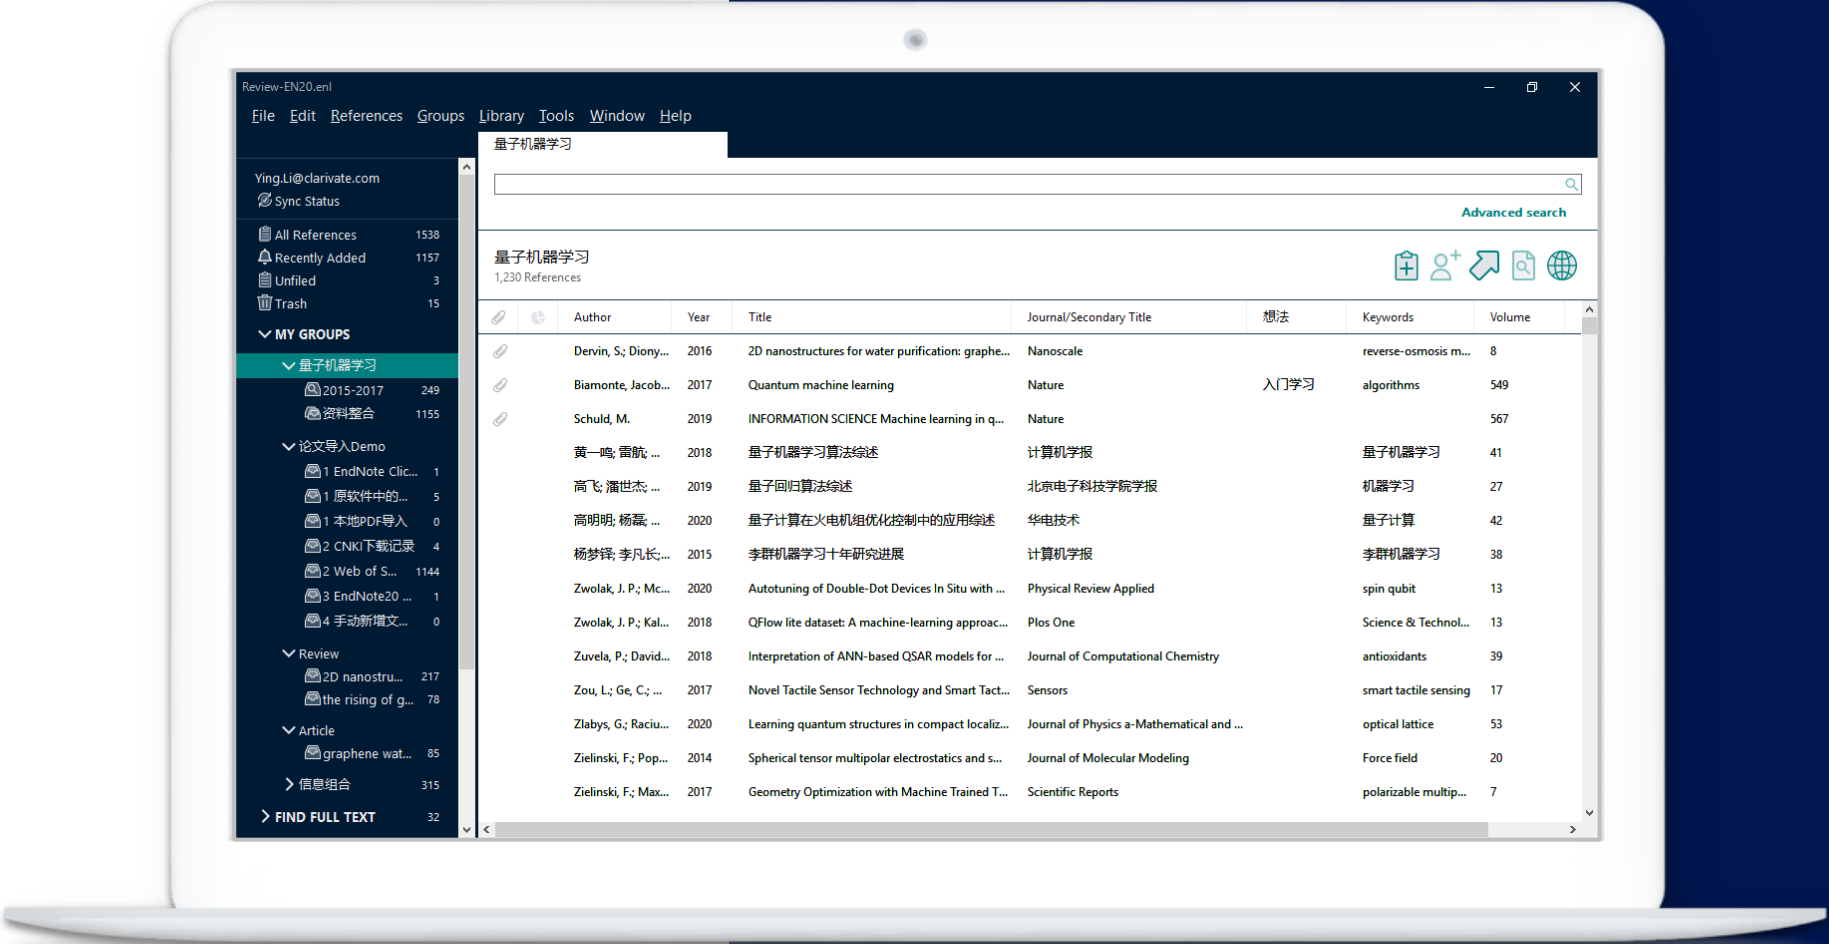 Review-EN20.enl
File Edit References Groups Library Tools Window Help
量子机器学习
Ying.Li@clarivate.com
Sync Status
All References 1538
Recently Added 1157
Unfiled 3
Trash 15
MY GROUPS
量子机器学习
2015-2017 249
资料整合 1155
论文导入Demo
1 EndNote Clic... 1
1 原软件中的... 5
1 本地PDF导入 0
2 CNKI下载记录 4
2 Web of S... 1144
3 EndNote20 ... 1
4 手动新增文... 0
Review
2D nanostru... 217
the rising of g... 78
Article
graphene wat... 85
信息组合 315
FIND FULL TEXT 32
Advanced search
量子机器学习
1,230 References
Author Year Title Journal/Secondary Title 想法 Keywords Volume
Dervin, S.; Diony... 2016 2D nanostructures for water purification: graphe... Nanoscale reverse-osmosis m... 8
Biamonte, Jacob... 2017 Quantum machine learning Nature 入门学习 algorithms 549
Schuld, M. 2019 INFORMATION SCIENCE Machine learning in q... Nature 567
黄一鸣; 雷航; ... 2018 量子机器学习算法综述 计算机学报 量子机器学习 41
高飞; 潘世杰; ... 2019 量子回归算法综述 北京电子科技学院学报 机器学习 27
高明明; 杨磊; ... 2020 量子计算在火电机组优化控制中的应用综述 华电技术 量子计算 42
杨梦铎; 李凡长;... 2015 李群机器学习十年研究进展 计算机学报 李群机器学习 38
Zwolak, J. P.; Mc... 2020 Autotuning of Double-Dot Devices In Situ with ... Physical Review Applied spin qubit 13
Zwolak, J. P.; Kal... 2018 QFlow lite dataset: A machine-learning approac... Plos One Science & Technol... 13
Zuvela, P.; David... 2018 Interpretation of ANN-based QSAR models for ... Journal of Computational Chemistry antioxidants 39
Zou, L.; Ge, C.; ... 2017 Novel Tactile Sensor Technology and Smart Tact... Sensors smart tactile sensing 17
Zlabys, G.; Raciu... 2020 Learning quantum structures in compact localiz... Journal of Physics a-Mathematical and ... optical lattice 53
Zielinski, F.; Pop... 2014 Spherical tensor multipolar electrostatics and s... Journal of Molecular Modeling Force field 20
Zielinski, F.; Max... 2017 Geometry Optimization with Machine Trained T... Scientific Reports polarizable multip... 7